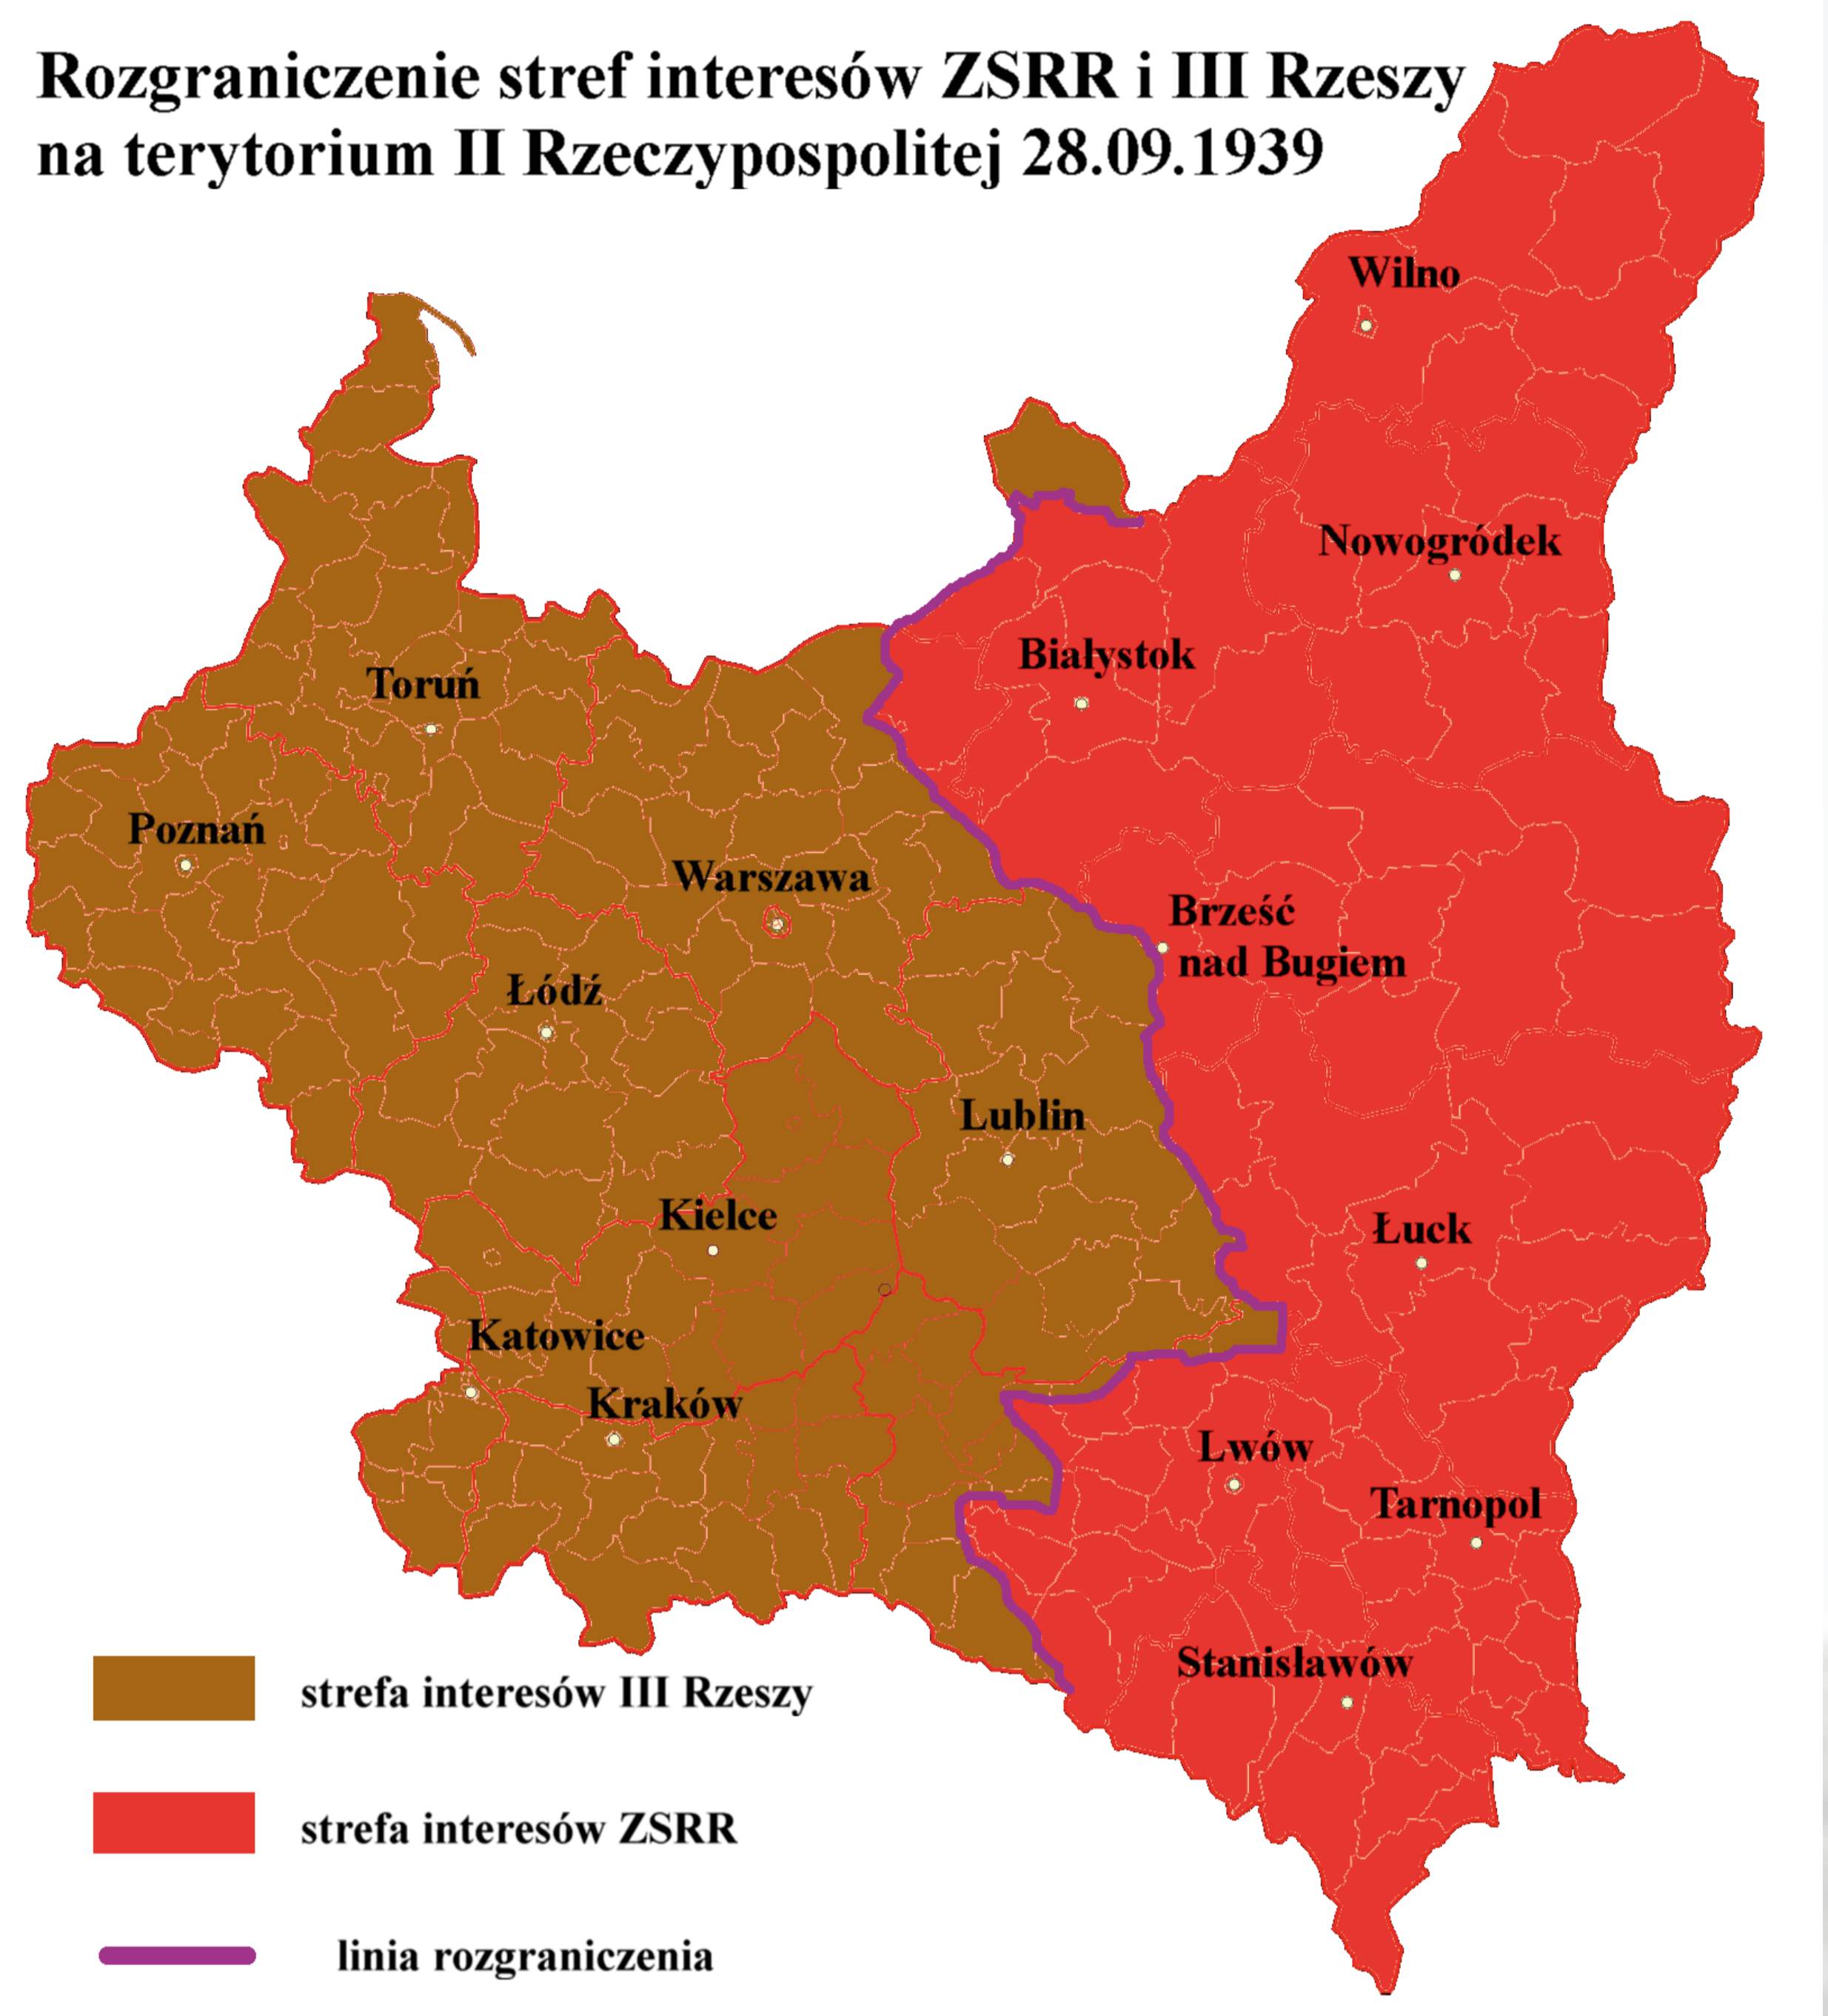 Rozgraniczenie stref interesów ZSRR i III Rzeszy
na terytorium II Rzeczypospolitej 28.09.1939
Wilno
Nowogródek
Białystok
Toruń
Poznań
Warszawa
Brześć
nad Bugiem
Łódź
Lublin
Kielce
Łuck
Katowice
Kraków
Lwów
Tarnopol
Stanisławów
strefa interesów III Rzeszy
strefa interesów ZSRR
linia rozgraniczenia